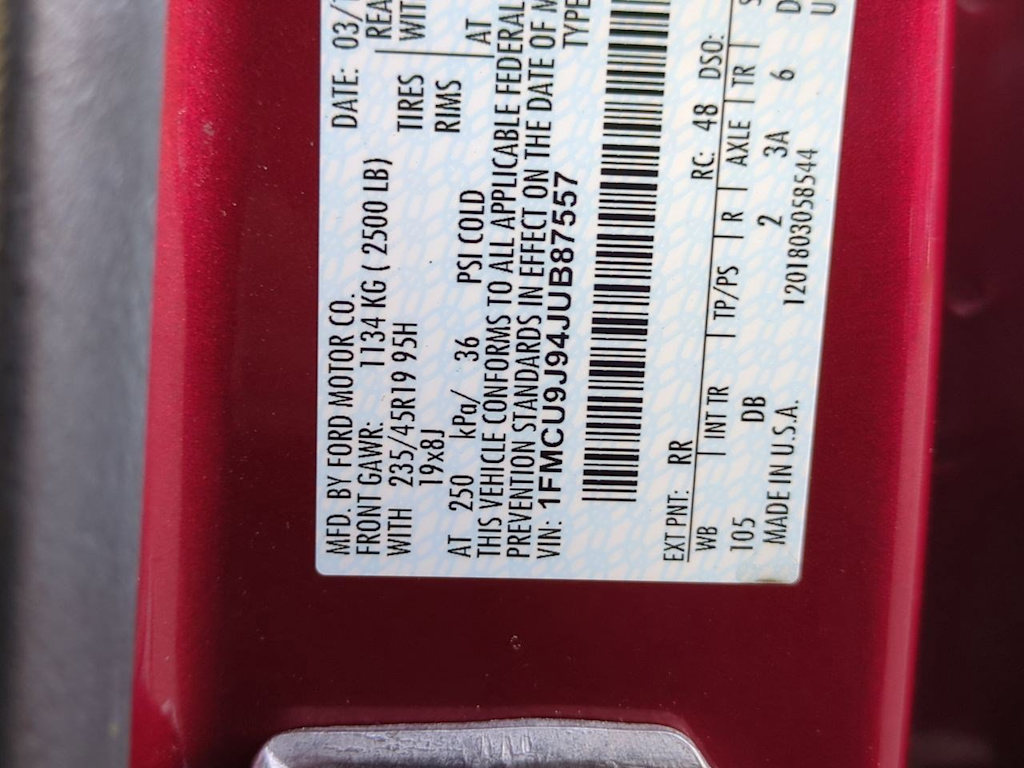 MFD. BY FORD MOTOR CO.
DATE: 03/1
FRONT GAWR: 1134 KG ( 2500 LB)
REA
WITH 235/45R19 95H TIRES
WIT
19x8J RIMS
AT 250 kPa/ 36 PSI COLD AT
THIS VEHICLE CONFORMS TO ALL APPLICABLE FEDERAL
PREVENTION STANDARDS IN EFFECT ON THE DATE OF M
VIN: 1FMCU9J94JUB87557 TYPE
EXT PNT: RR RC: 48 DSO:
WB | INT TR | TP/PS | R | AXLE | TR | S
105 DB 2 3A 6 D
MADE IN U.S.A. 1201803058544 U